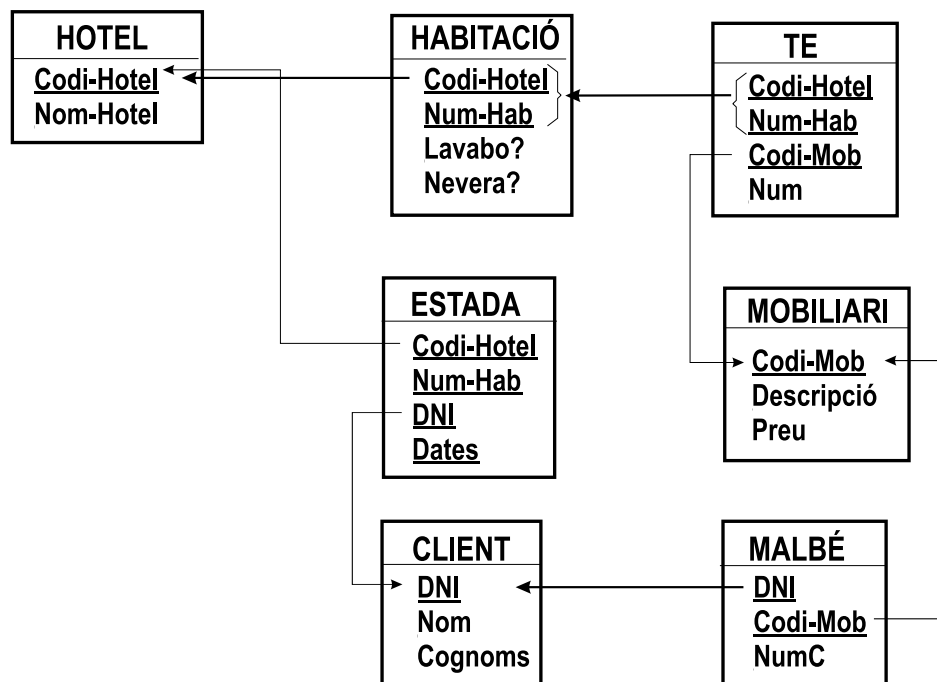 HOTEL
Codi-Hotel
Nom-Hotel
HABITACIÓ
Codi-Hotel
Num-Hab
Lavabo?
Nevera?
TE
Codi-Hotel
Num-Hab
Codi-Mob
Num
ESTADA
Codi-Hotel
Num-Hab
DNI
Dates
MOBILIARI
Codi-Mob
Descripció
Preu
CLIENT
DNI
Nom
Cognoms
MALBÉ
DNI
Codi-Mob
NumC